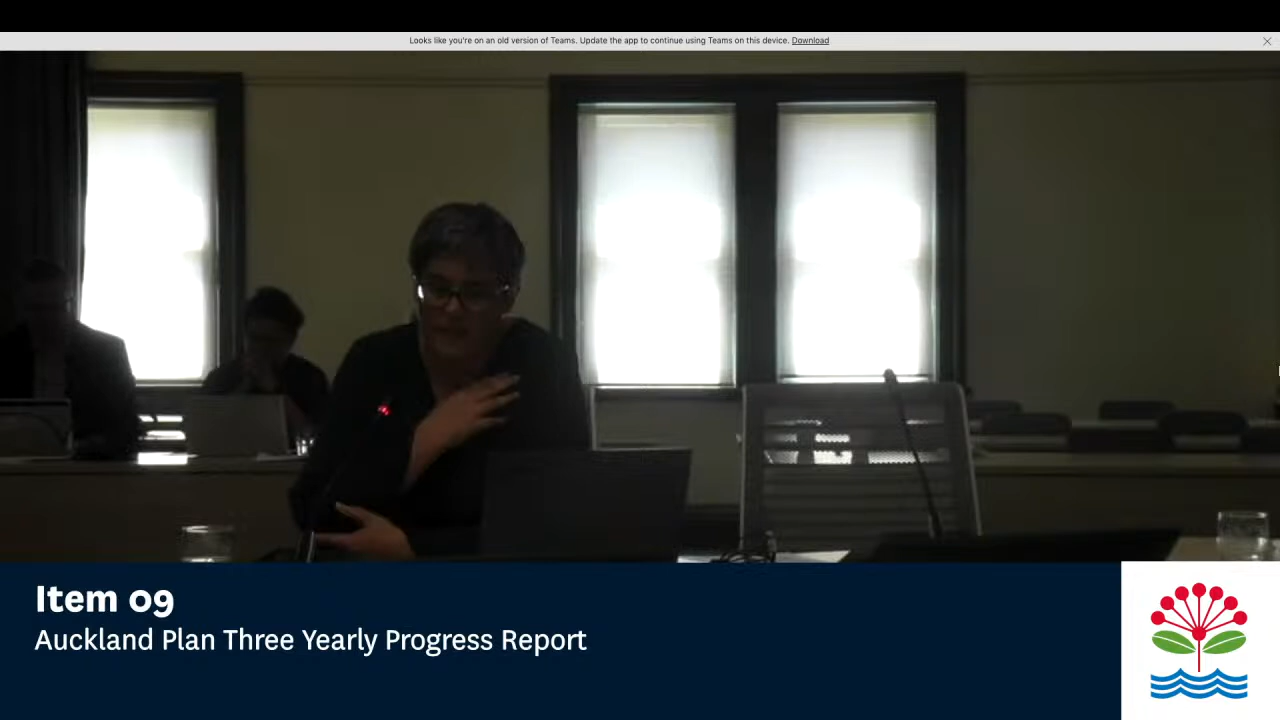 Looks like you're on an old version of Teams. Update the app to continue using Teams on this device. Download
Item 09
Auckland Plan Three Yearly Progress Report